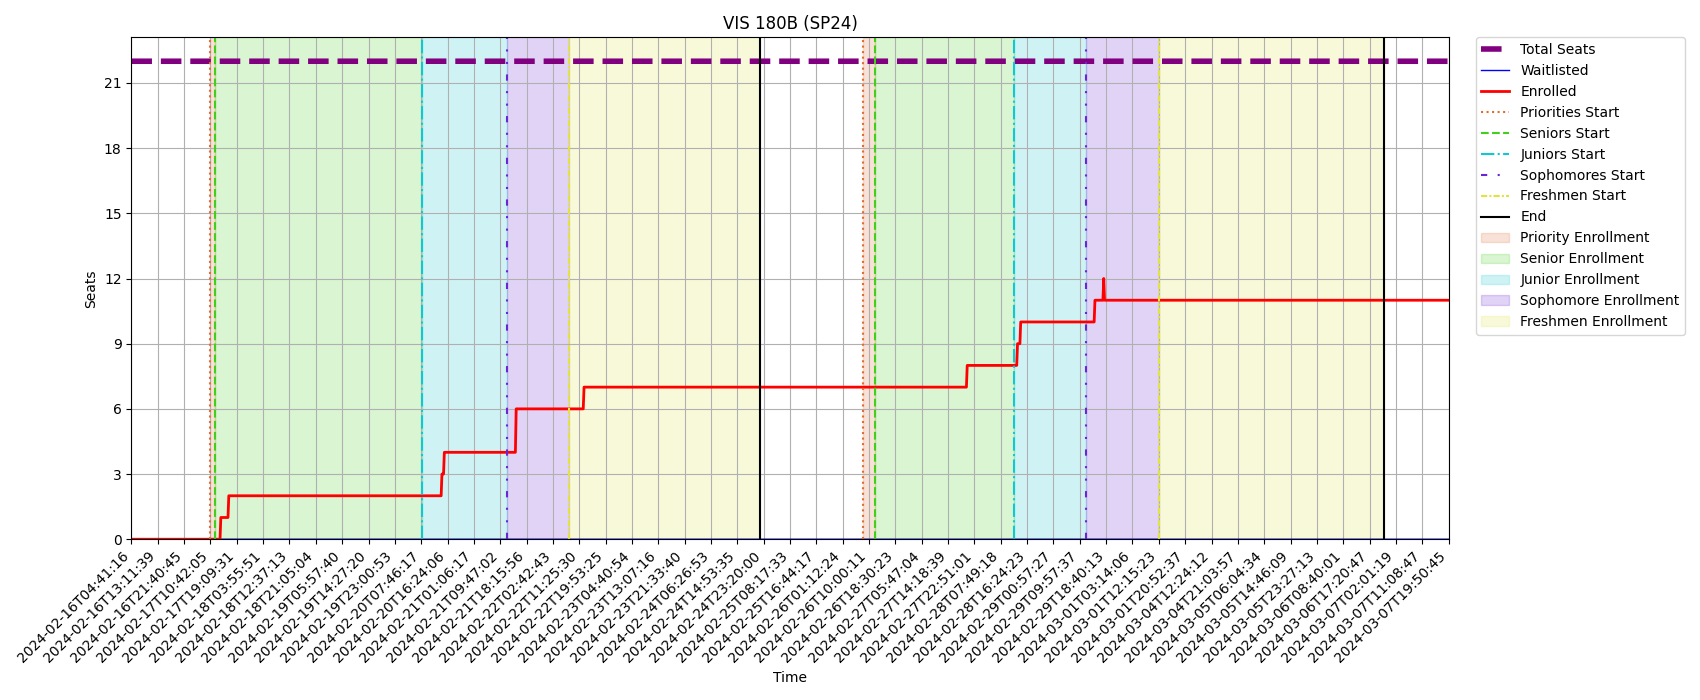 VIS 180B (SP24)
Total Seats
Waitlisted
Enrolled
Priorities Start
Seniors Start
Juniors Start
Sophomores Start
Freshmen Start
End
Priority Enrollment
Senior Enrollment
Junior Enrollment
Sophomore Enrollment
Freshmen Enrollment
Seats
21
18
15
12
9
6
3
0
2024-02-16T04:41:16
2024-02-16T13:11:39
2024-02-16T21:40:45
2024-02-17T10:42:05
2024-02-17T19:09:31
2024-02-18T03:55:51
2024-02-18T12:37:13
2024-02-18T21:05:04
2024-02-19T05:57:40
2024-02-19T14:27:20
2024-02-19T23:00:53
2024-02-20T07:46:17
2024-02-20T16:24:06
2024-02-21T01:06:17
2024-02-21T09:47:02
2024-02-21T18:15:56
2024-02-22T02:42:43
2024-02-22T11:25:30
2024-02-22T19:53:25
2024-02-23T04:40:54
2024-02-23T13:07:16
2024-02-23T21:33:40
2024-02-24T06:26:53
2024-02-24T14:53:35
2024-02-24T23:20:00
2024-02-25T08:17:33
2024-02-25T16:44:17
2024-02-26T01:12:24
2024-02-26T10:00:11
2024-02-26T18:30:23
2024-02-27T05:47:04
2024-02-27T14:18:39
2024-02-27T22:51:01
2024-02-28T07:49:18
2024-02-28T16:24:23
2024-02-29T00:57:27
2024-02-29T09:57:37
2024-02-29T18:40:13
2024-03-01T03:14:06
2024-03-01T12:15:23
2024-03-01T20:52:37
2024-03-04T12:24:12
2024-03-04T21:03:57
2024-03-05T06:04:34
2024-03-05T14:46:09
2024-03-05T23:27:13
2024-03-06T08:40:01
2024-03-06T17:20:47
2024-03-07T02:01:19
2024-03-07T11:08:47
2024-03-07T19:50:45
Time